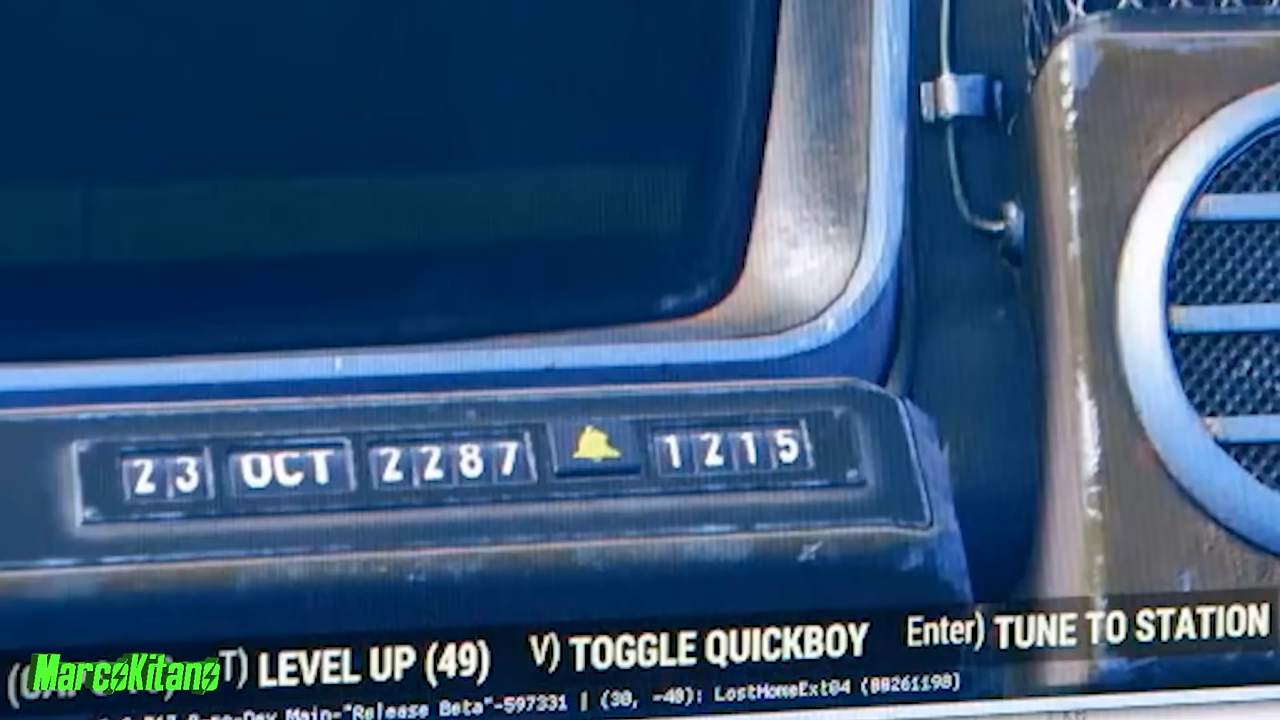 23 OCT 2287 1215
T) LEVEL UP (49) V) TOGGLE QUICKBOY Enter) TUNE TO STATION
MarcoKitano
Main-"Release Beta"-597331 | (30, -40): LostHomeExt04